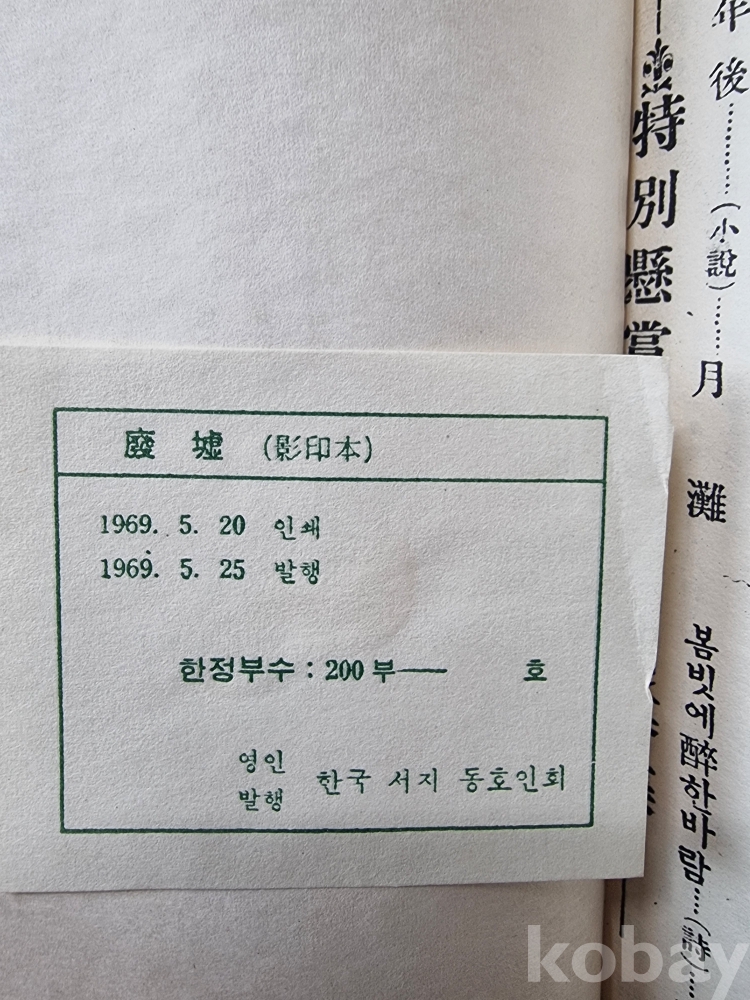 廢墟 (影印本)
1969. 5. 20 인쇄
1969. 5. 25 발행
한정부수 : 200 부── 호
영인
발행
한국 서지 동호인회
年後…………(小說)……月灘
봄빗에醉한바람……(詩)……
特別懸賞
kobay